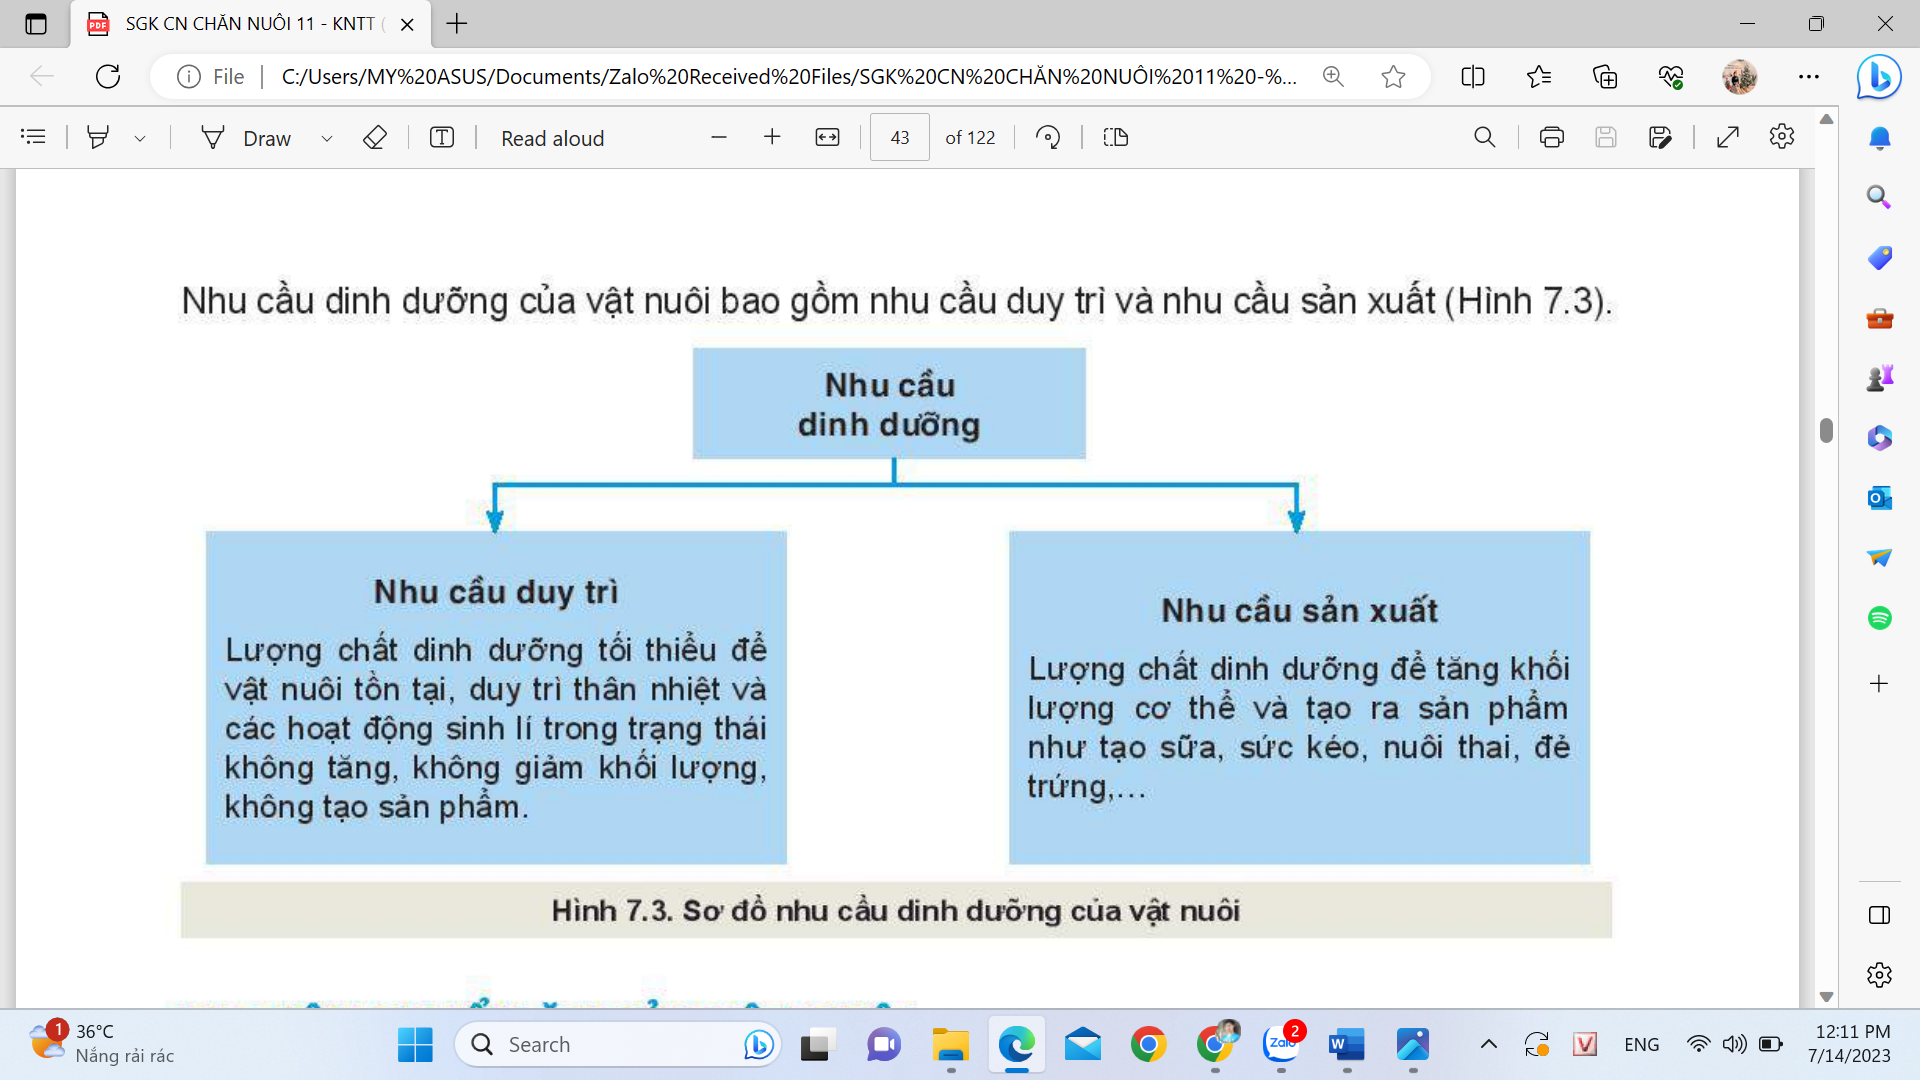 SGK CN CHĂN NUÔI 11 - KNTT (
File
C:/Users/MY%20ASUS/Documents/Zalo%20Received%20Files/SGK%20CN%20CHĂN%20NUÔI%2011%20-%...
Draw
Read aloud
43
of 122
Nhu cầu dinh dưỡng của vật nuôi bao gồm nhu cầu duy trì và nhu cầu sản xuất (Hình 7.3).
Nhu cầu
dinh dưỡng
Nhu cầu duy trì
Lượng chất dinh dưỡng tối thiểu để
vật nuôi tồn tại, duy trì thân nhiệt và
các hoạt động sinh lí trong trạng thái
không tăng, không giảm khối lượng,
không tạo sản phẩm.
Nhu cầu sản xuất
Lượng chất dinh dưỡng để tăng khối
lượng cơ thể và tạo ra sản phẩm
như tạo sữa, sức kéo, nuôi thai, đẻ
trứng,...
Hình 7.3. Sơ đồ nhu cầu dinh dưỡng của vật nuôi
1
36°C
Nắng rải rác
Search
Zalo
2
ENG
12:11 PM
7/14/2023